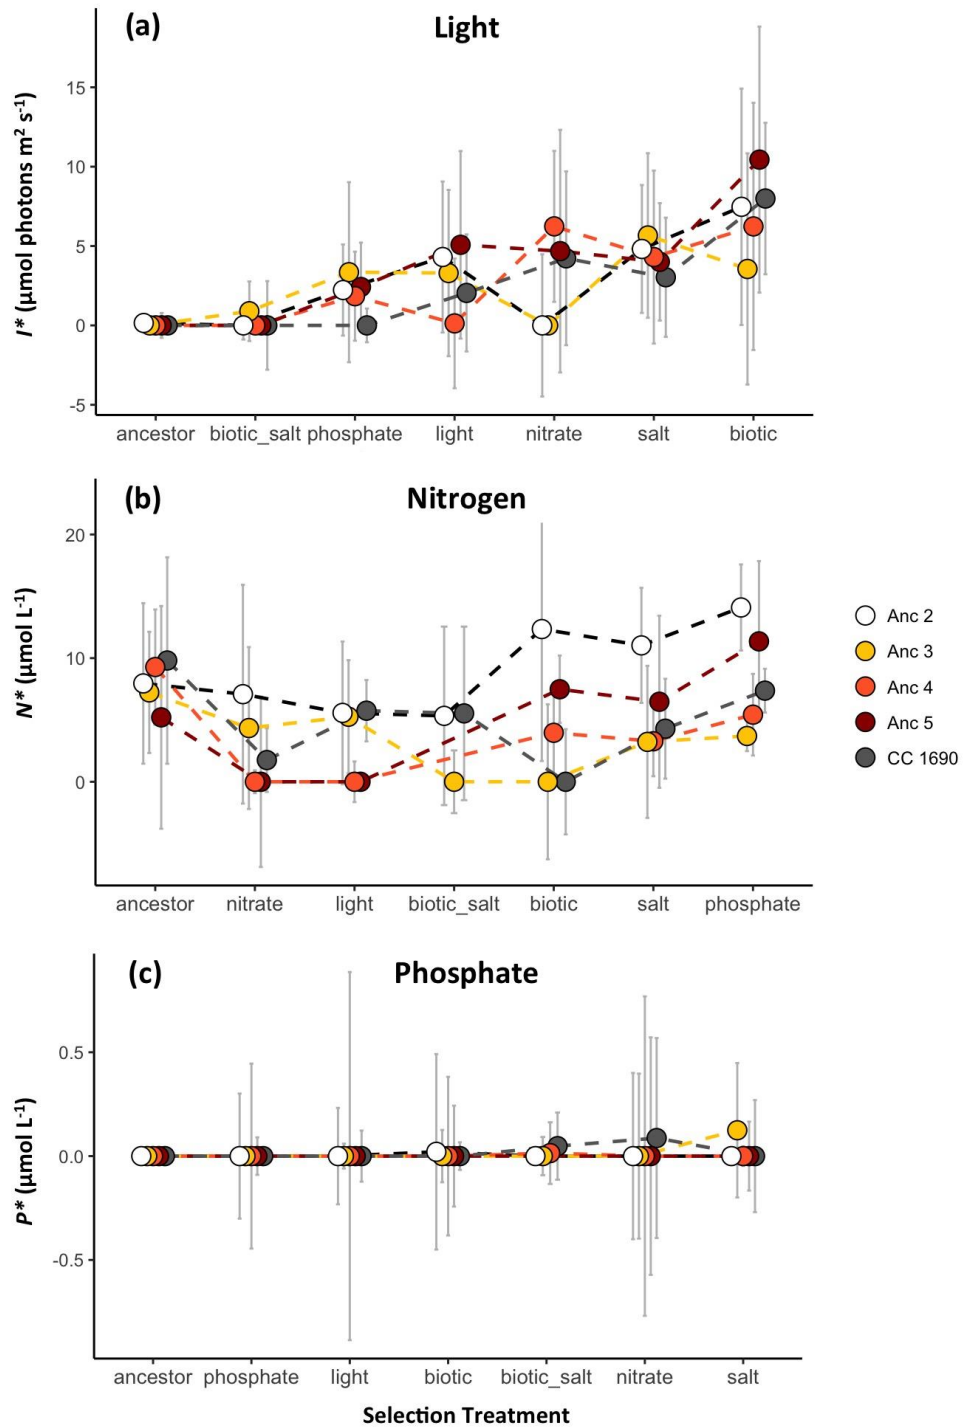 (a) Light
I* (µmol photons m² s⁻¹)
15
10
5
0
-5
ancestor biotic_salt phosphate light nitrate salt biotic
(b) Nitrogen
N* (µmol L⁻¹)
20
10
0
ancestor nitrate light biotic_salt biotic salt phosphate
Anc 2
Anc 3
Anc 4
Anc 5
CC 1690
(c) Phosphate
P* (µmol L⁻¹)
0.5
0.0
-0.5
ancestor phosphate light biotic biotic_salt nitrate salt
Selection Treatment